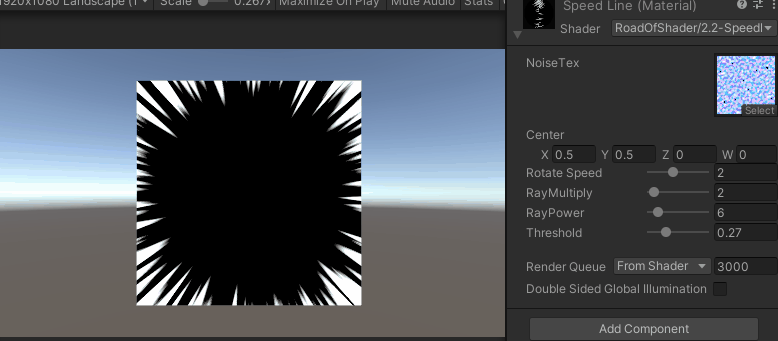 1920x1080 Landscape (1 Scale 0.267x Maximize On Play Mute Audio Stats
Speed Line (Material)
Shader RoadOfShader/2.2-Speedl
NoiseTex
Select
Center
X 0.5 Y 0.5 Z 0 W 0
Rotate Speed 2
RayMultiply 2
RayPower 6
Threshold 0.27
Render Queue From Shader 3000
Double Sided Global Illumination
Add Component